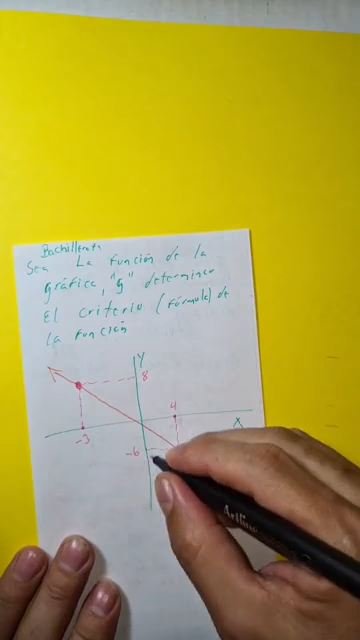 Bachillerato
Sea La función de la
gráfica, "g" determine
El criterio (fórmula) de
la función
Y
8
4
X
-3
-6
Artline